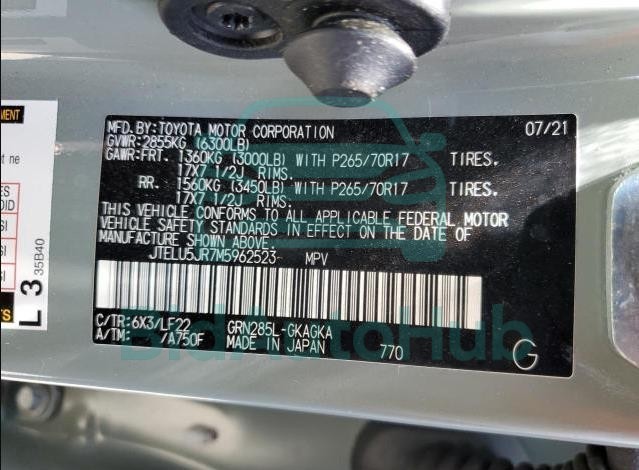 MFD.BY:TOYOTA MOTOR CORPORATION 07/21
GVWR:2855KG (6300LB)
GAWR:FRT. 1360KG (3000LB) WITH P265/70R17 TIRES.
17X7 1/2J RIMS.
RR. 1560KG (3450LB) WITH P265/70R17 TIRES.
17X7 1/2J RIMS.
THIS VEHICLE CONFORMS TO ALL APPLICABLE FEDERAL MOTOR
VEHICLE SAFETY STANDARDS IN EFFECT ON THE DATE OF
MANUFACTURE SHOWN ABOVE.
JTELU5JR7M5962523 MPV
C/TR:6X3/LF22 GRN285L-GKAGKA
A/TM: /A750F MADE IN JAPAN 770 G
L 3
35B40
BidAutoHub